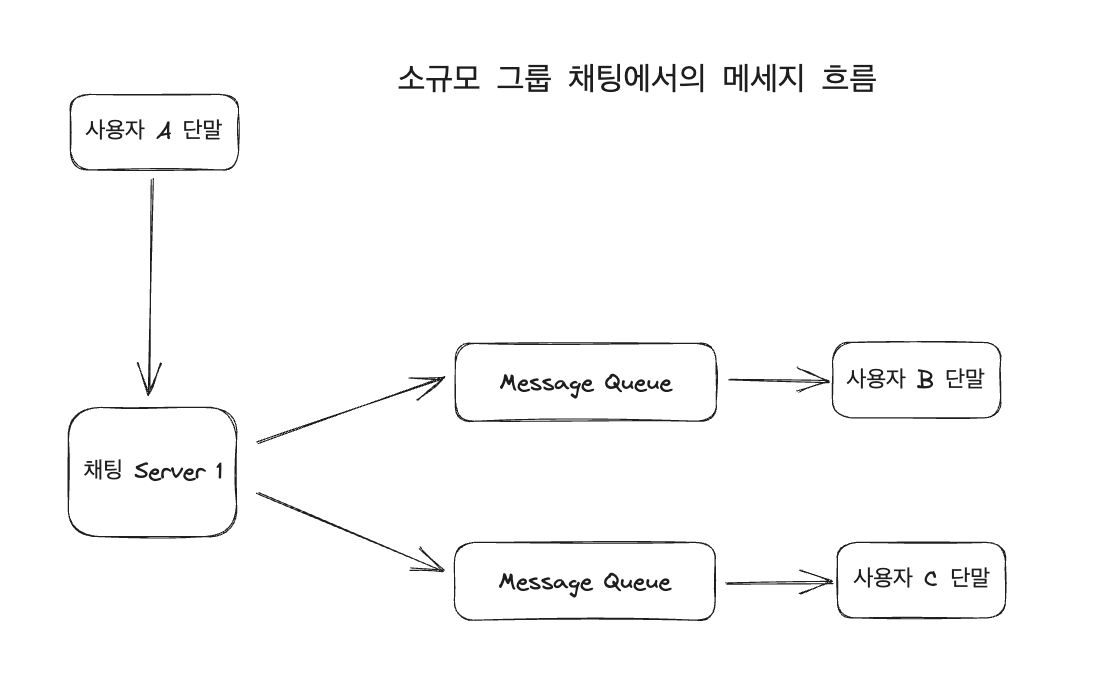 소규모 그룹 채팅에서의 메세지 흐름
사용자 A 단말
Message Queue
사용자 B 단말
채팅 Server 1
Message Queue
사용자 C 단말